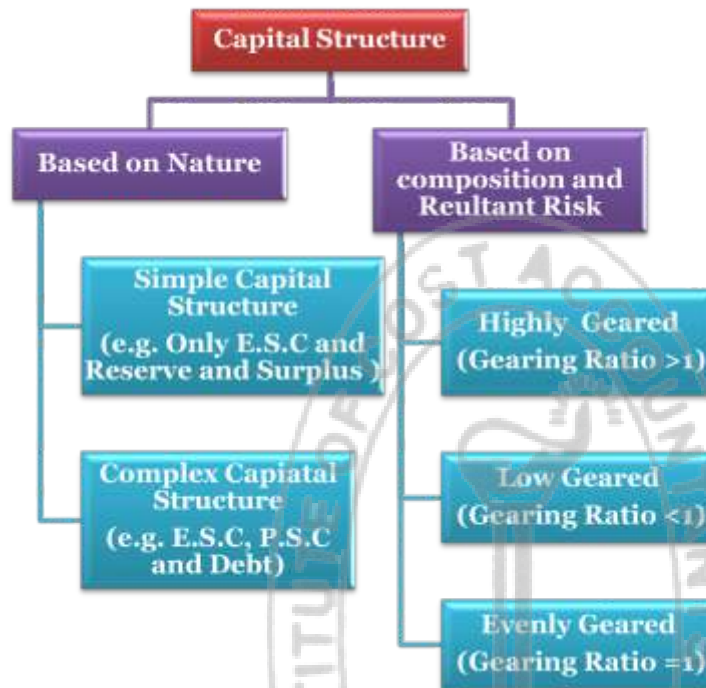 Capital Structure
Based on Nature
Simple Capital
Structure
(e.g. Only E.S.C and
Reserve and Surplus )
Complex Capiatal
Structure
(e.g. E.S.C, P.S.C
and Debt)
Based on
composition and
Reultant Risk
Highly Geared
(Gearing Ratio >1)
Low Geared
(Gearing Ratio <1)
Evenly Geared
(Gearing Ratio =1)